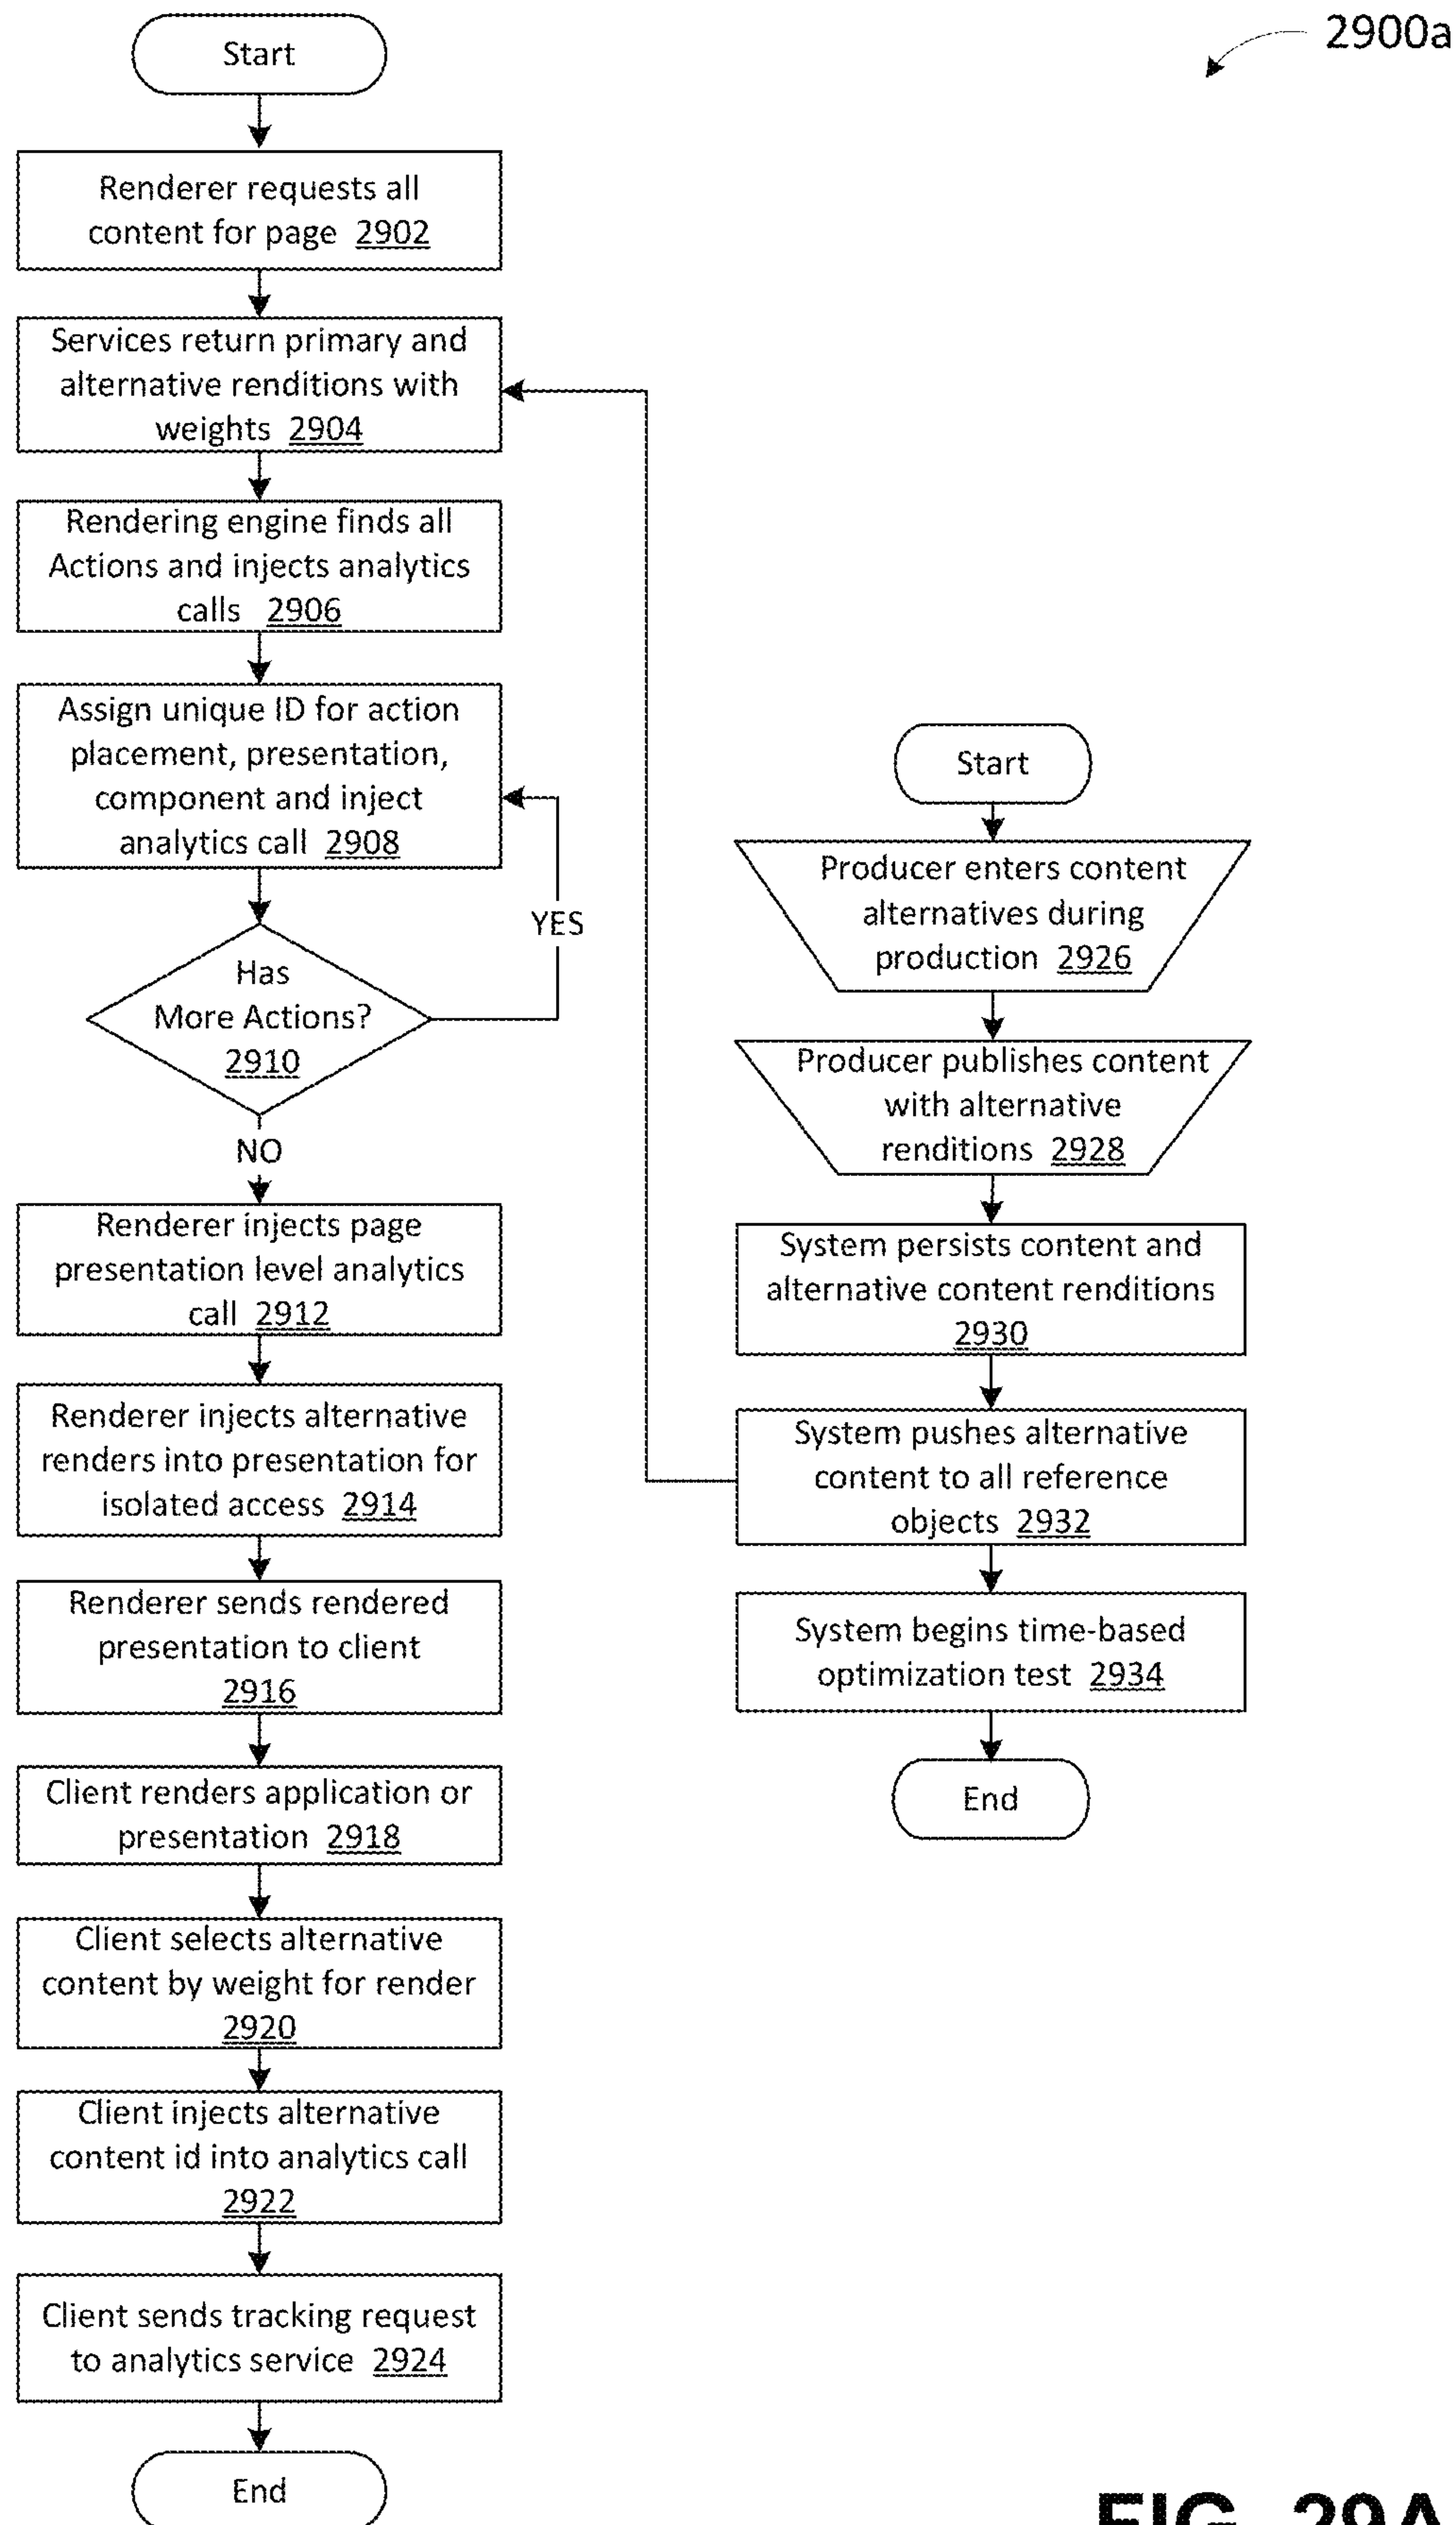 2900a
Start
Renderer requests all
content for page 2902
Services return primary and
alternative renditions with
weights 2904
Rendering engine finds all
Actions and injects analytics
calls 2906
Assign unique ID for action
placement, presentation,
component and inject
analytics call 2908
YES
Has
More Actions?
2910
NO
Renderer injects page
presentation level analytics
call 2912
Renderer injects alternative
renders into presentation for
isolated access 2914
Renderer sends rendered
presentation to client
2916
Client renders application or
presentation 2918
Client selects alternative
content by weight for render
2920
Client injects alternative
content id into analytics call
2922
Client sends tracking request
to analytics service 2924
End
Start
Producer enters content
alternatives during
production 2926
Producer publishes content
with alternative
renditions 2928
System persists content and
alternative content renditions
2930
System pushes alternative
content to all reference
objects 2932
System begins time-based
optimization test 2934
End
FIG. 29A